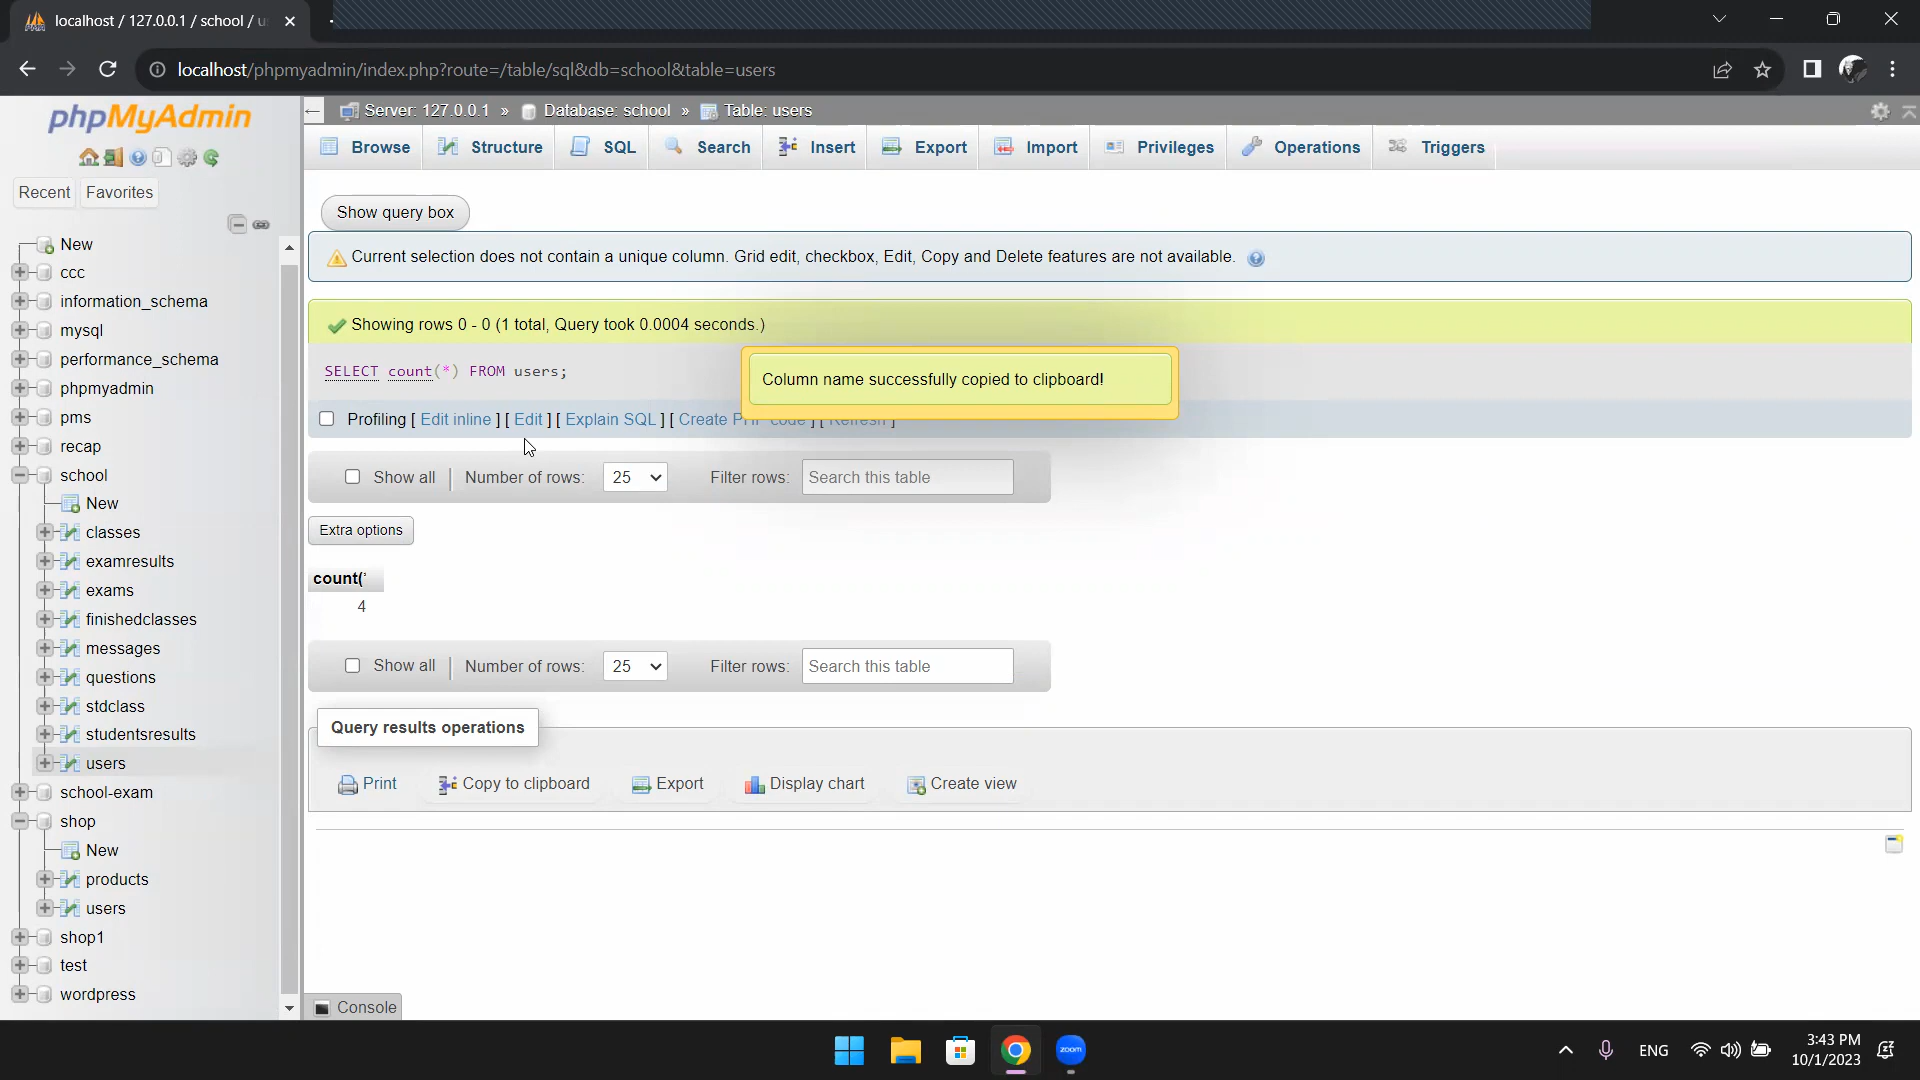 localhost / 127.0.0.1 / school / u
localhost/phpmyadmin/index.php?route=/table/sql&db=school&table=users
phpMyAdmin
Recent
Favorites
New
ccc
information_schema
mysql
performance_schema
phpmyadmin
pms
recap
school
New
classes
examresults
exams
finishedclasses
messages
questions
stdclass
studentsresults
users
school-exam
shop
New
products
users
shop1
test
wordpress
Server: 127.0.0.1 » Database: school » Table: users
Browse Structure SQL Search Insert Export Import Privileges Operations Triggers
Show query box
Current selection does not contain a unique column. Grid edit, checkbox, Edit, Copy and Delete features are not available.
Showing rows 0 - 0 (1 total, Query took 0.0004 seconds.)
SELECT count(*) FROM users;
Column name successfully copied to clipboard!
Profiling [ Edit inline ] [ Edit ] [ Explain SQL ] [ Create PHP code ] [ Refresh ]
Show all Number of rows: 25 Filter rows: Search this table
Extra options
count(*
4
Show all Number of rows: 25 Filter rows: Search this table
Query results operations
Print Copy to clipboard Export Display chart Create view
Console
zoom
ENG
3:43 PM
10/1/2023